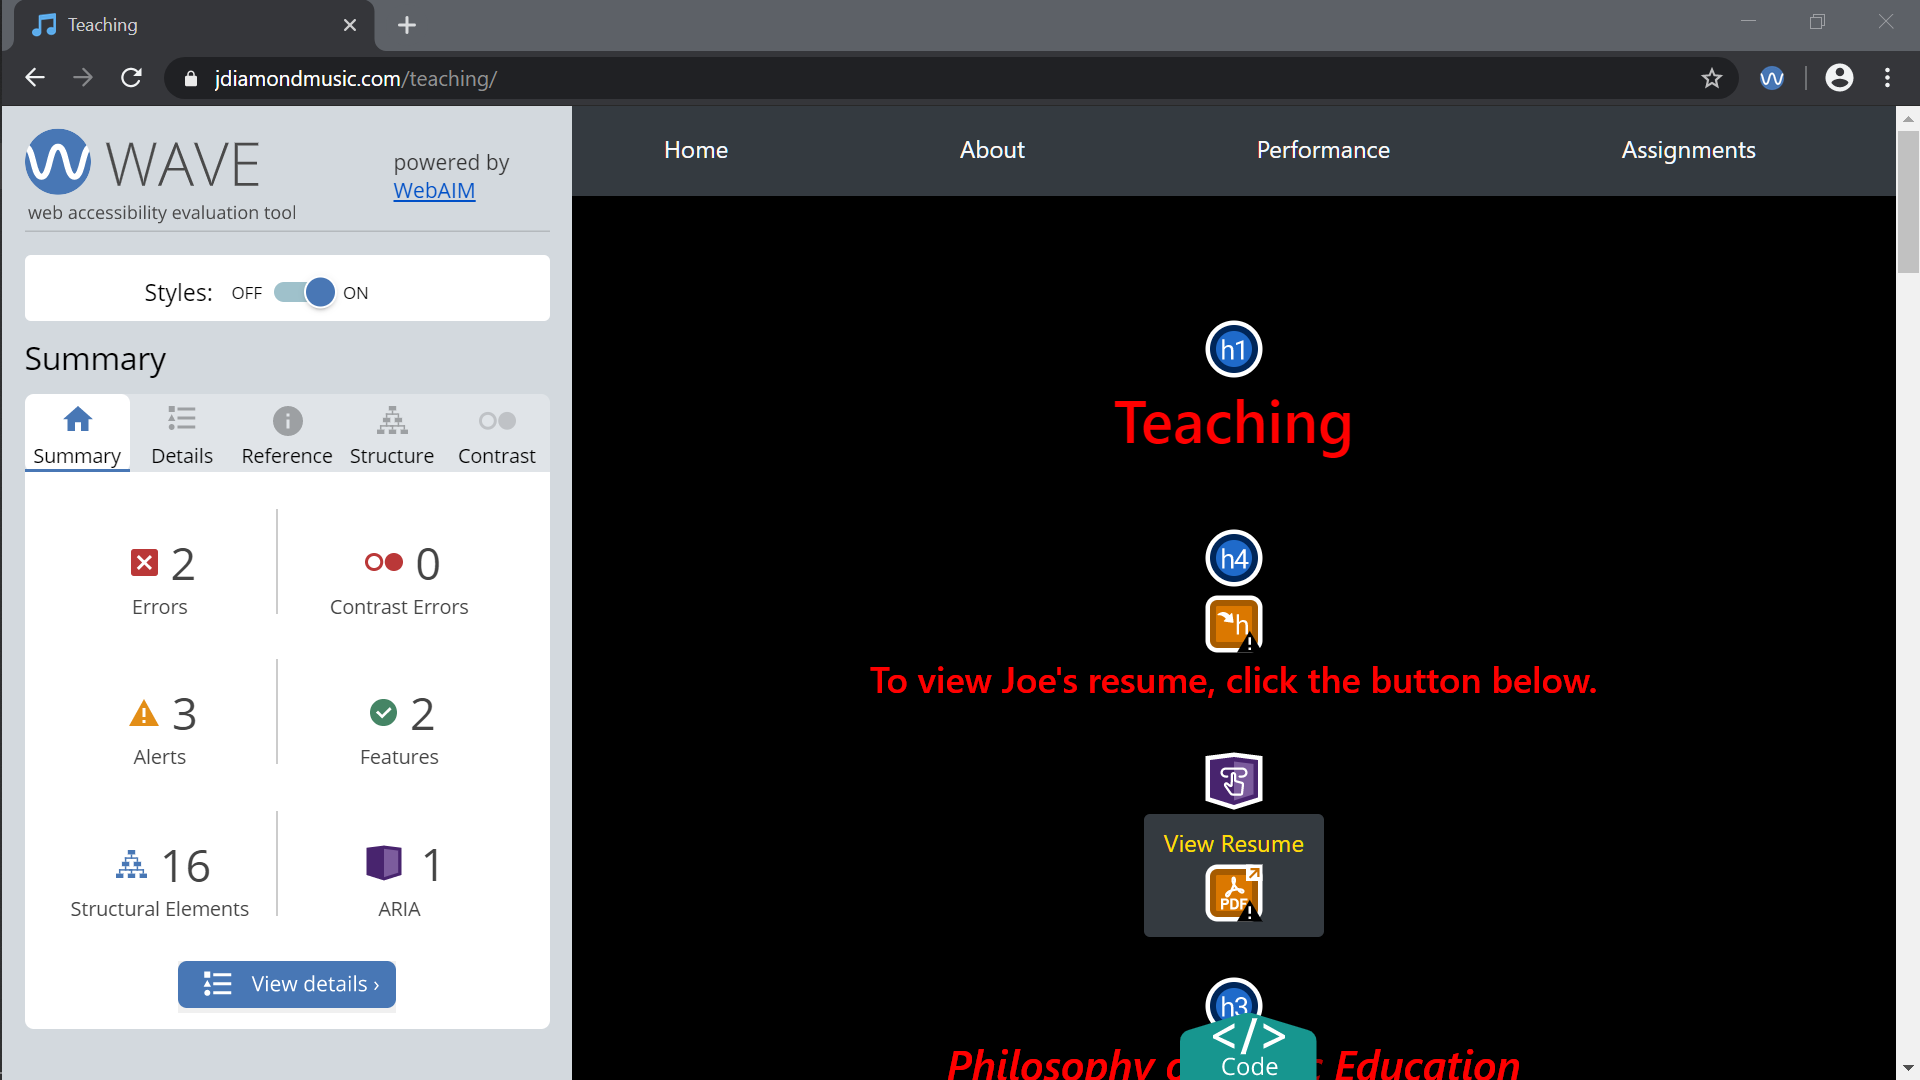 Teaching
jdiamondmusic.com/teaching/
WAVE
powered by
WebAIM
web accessibility evaluation tool
Styles: OFF ON
Summary
Summary Details Reference Structure Contrast
2
Errors
0
Contrast Errors
3
Alerts
2
Features
16
Structural Elements
1
ARIA
View details ›
Home About Performance Assignments
h1
Teaching
h4
h
To view Joe's resume, click the button below.
View Resume
PDF
h3
</>
Code
Philosophy Education